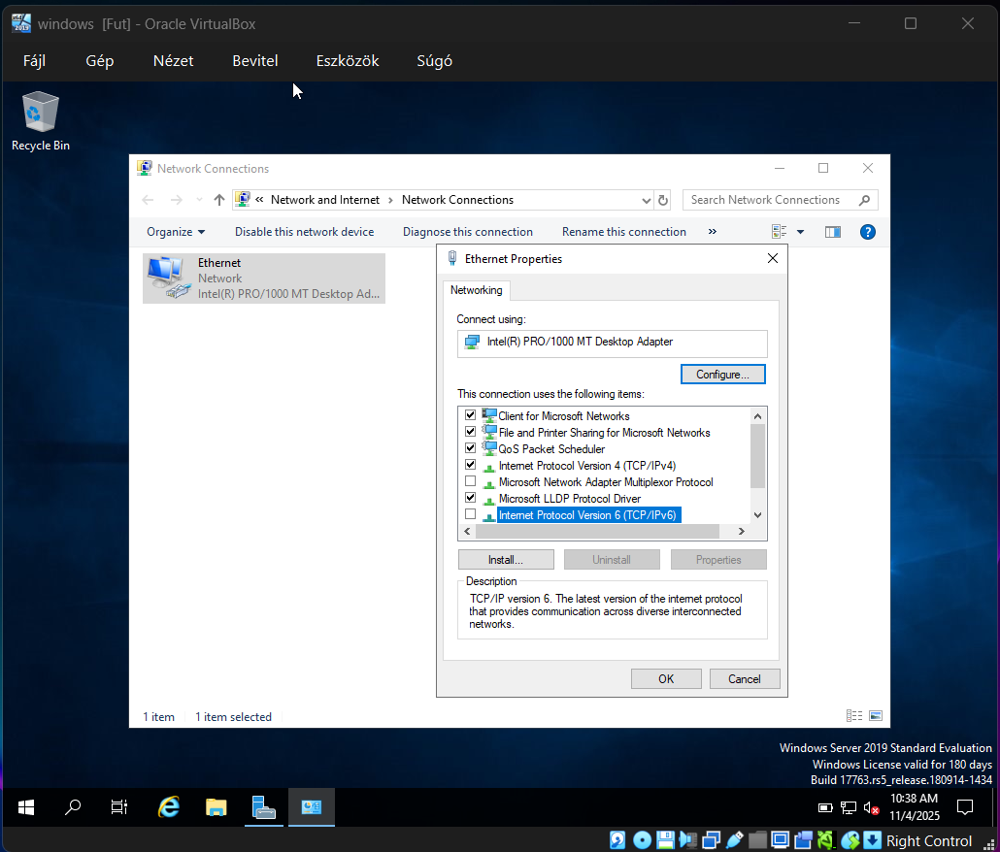 windows [Fut] - Oracle VirtualBox
Fájl Gép Nézet Bevitel Eszközök Súgó
Recycle Bin
Network Connections
« Network and Internet › Network Connections
Search Network Connections
Organize Disable this network device Diagnose this connection Rename this connection »
Ethernet
Network
Intel(R) PRO/1000 MT Desktop Ad...
Ethernet Properties
Networking
Connect using:
Intel(R) PRO/1000 MT Desktop Adapter
Configure...
This connection uses the following items:
Client for Microsoft Networks
File and Printer Sharing for Microsoft Networks
QoS Packet Scheduler
Internet Protocol Version 4 (TCP/IPv4)
Microsoft Network Adapter Multiplexor Protocol
Microsoft LLDP Protocol Driver
Internet Protocol Version 6 (TCP/IPv6)
Install... Uninstall Properties
Description
TCP/IP version 6. The latest version of the internet protocol
that provides communication across diverse interconnected
networks.
OK Cancel
1 item 1 item selected
Windows Server 2019 Standard Evaluation
Windows License valid for 180 days
Build 17763.rs5_release.180914-1434
10:38 AM
11/4/2025
Right Control